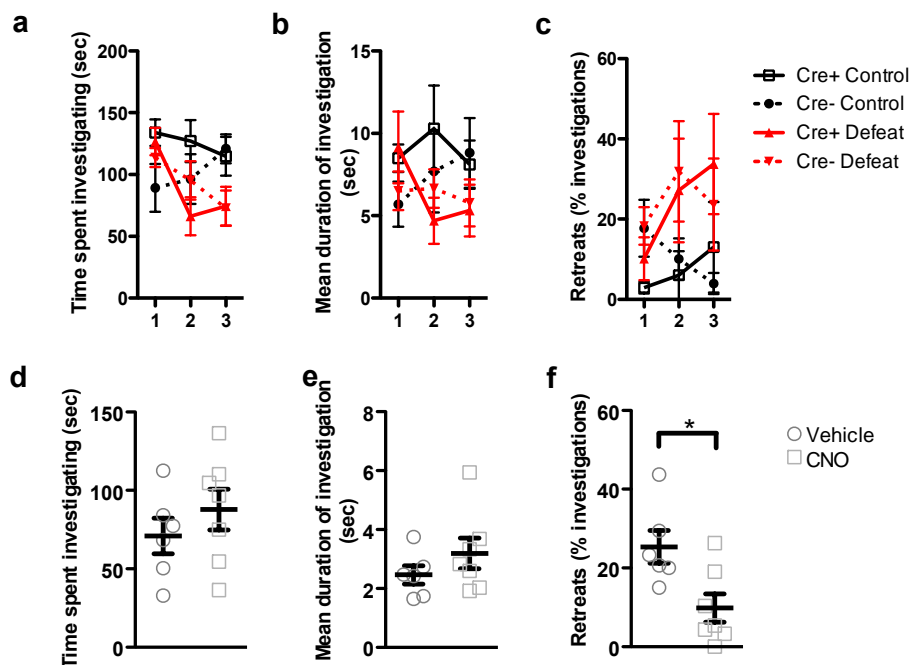 a
Time spent investigating (sec)
200
150
100
50
0
1 2 3
b
Mean duration of investigation
(sec)
15
10
5
0
1 2 3
c
Retreats (% investigations)
60
40
20
0
1 2 3
Cre+ Control
Cre- Control
Cre+ Defeat
Cre- Defeat
d
Time spent investigating (sec)
150
100
50
0
e
Mean duration of investigation
(sec)
8
6
4
2
0
f
Retreats (% investigations)
60
40
20
0
*
Vehicle
CNO